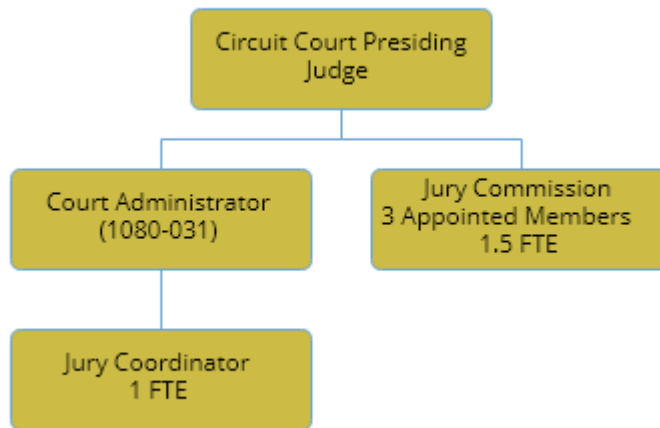 Circuit Court Presiding
Judge
Court Administrator
(1080-031)
Jury Commission
3 Appointed Members
1.5 FTE
Jury Coordinator
1 FTE